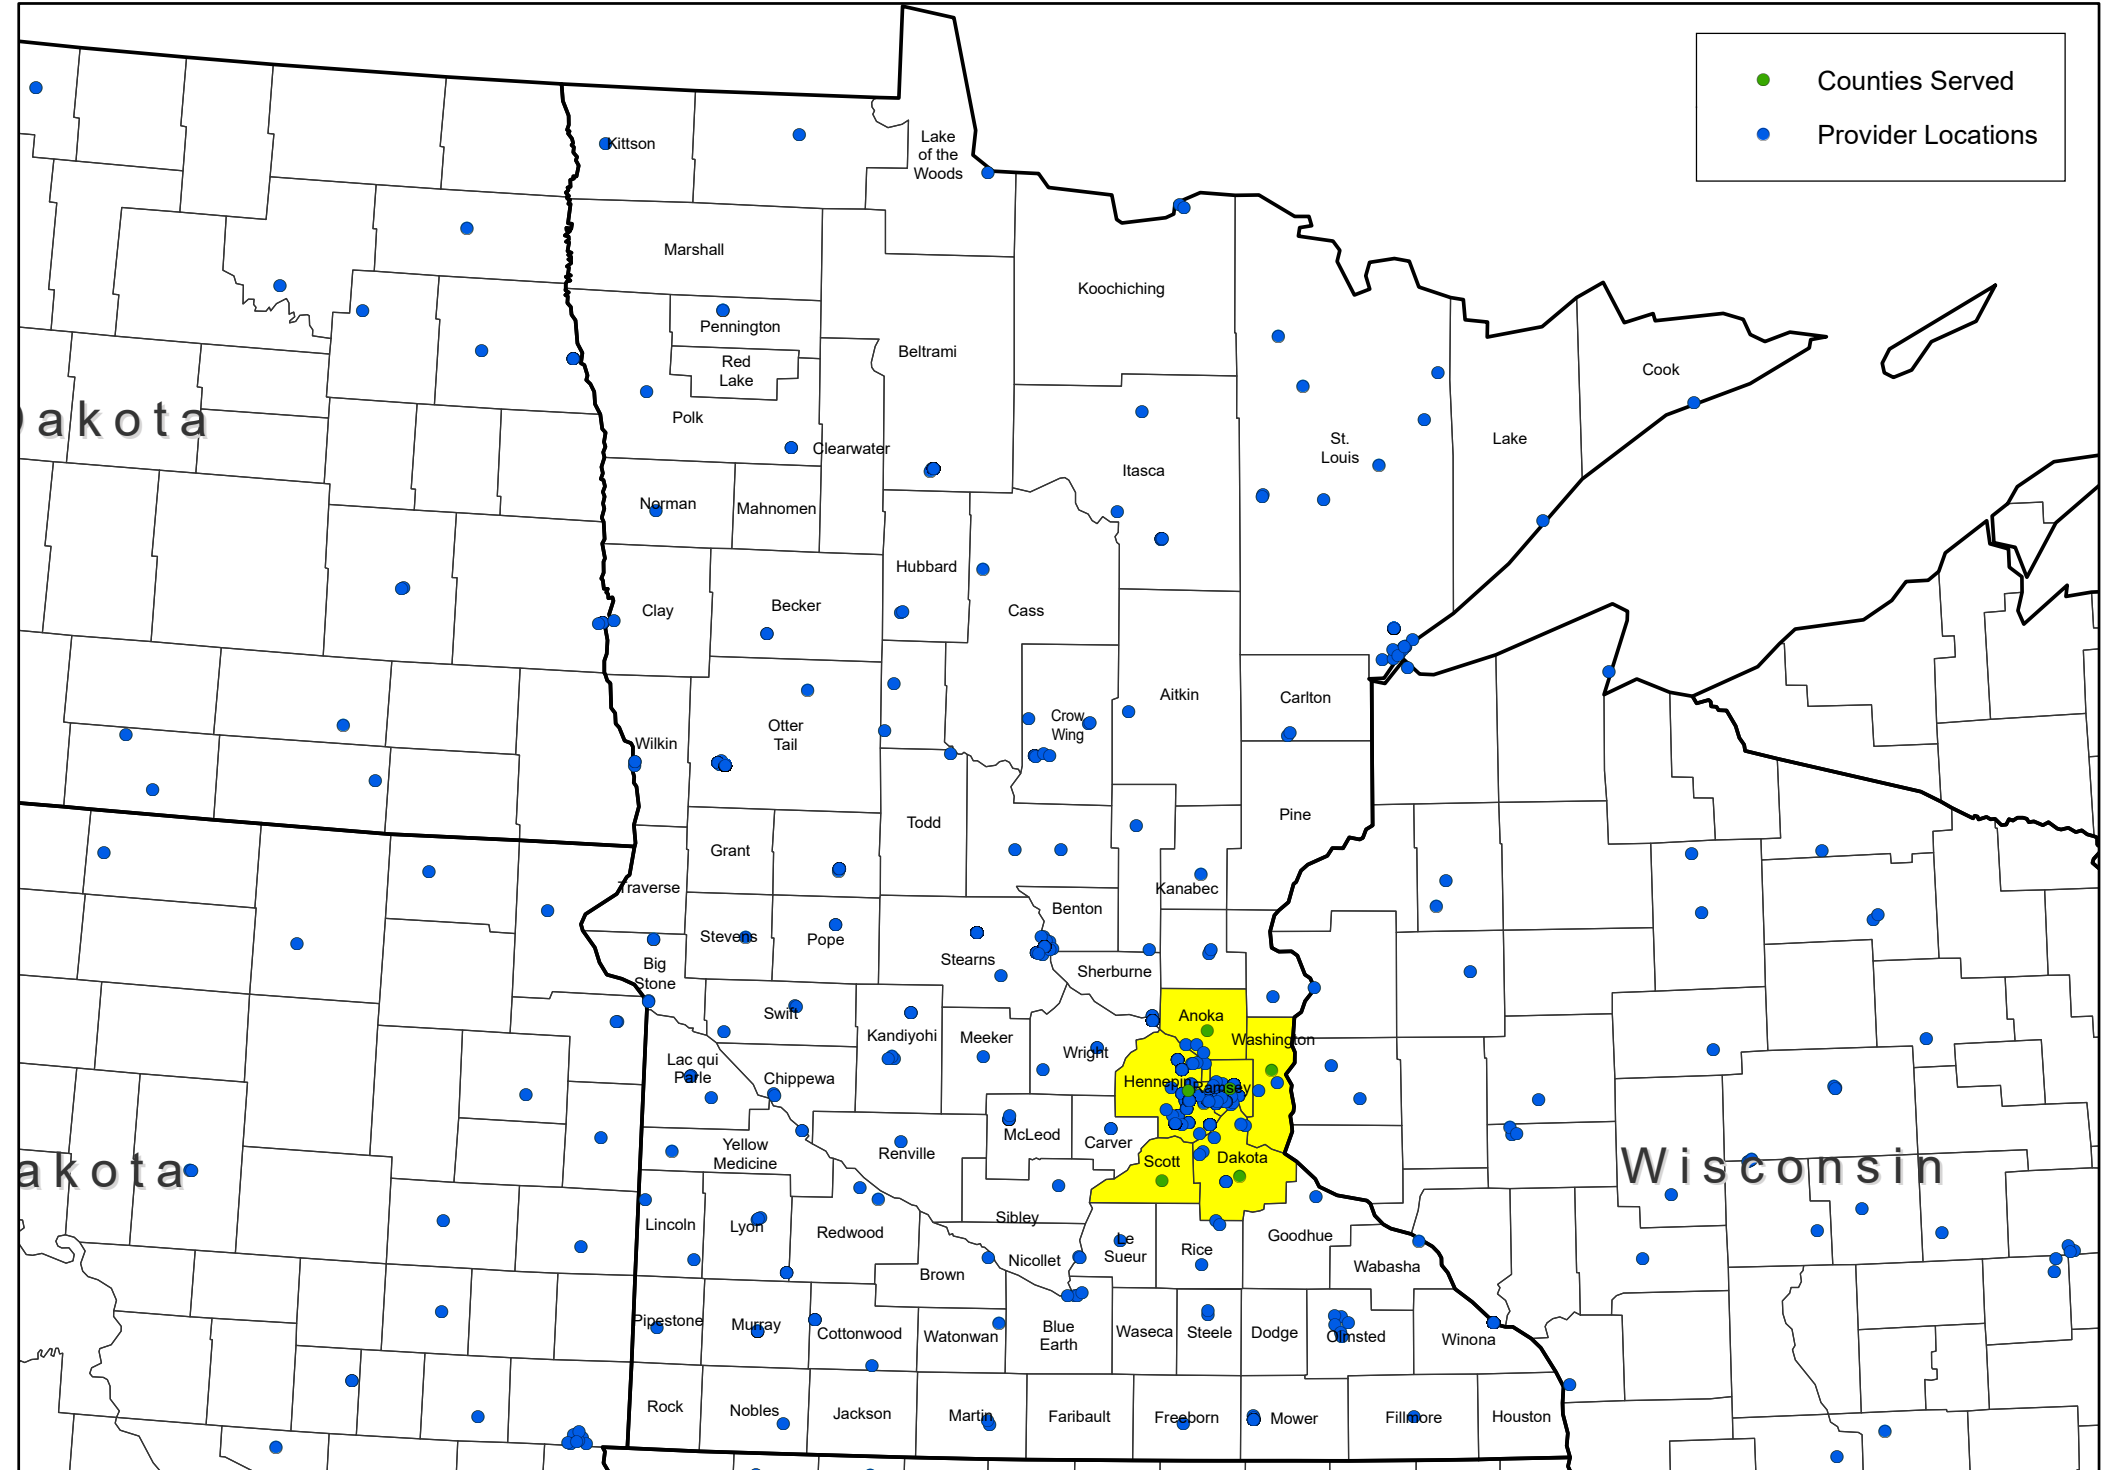 Counties Served
Provider Locations
Kittson
Lake
of the
Woods
Marshall
Koochiching
Pennington
Beltrami
Red
Lake
Cook
Polk
akota
Clearwater
St.
Louis
Lake
Itasca
Norman
Mahnomen
Hubbard
Clay
Becker
Cass
Aitkin
Carlton
Otter
Tail
Crow
Wing
Wilkin
Todd
Pine
Grant
Traverse
Kanabec
Benton
Stevens
Pope
Stearns
Big
Stone
Sherburne
Swift
Anoka
Kandiyohi
Meeker
Washington
Wright
Lac qui
Parle
Chippewa
Hennepin
Ramsey
McLeod
Carver
Yellow
Medicine
Renville
Scott
Dakota
akota
Wisconsin
Sibley
Lincoln
Lyon
Redwood
Le
Sueur
Rice
Goodhue
Nicollet
Brown
Wabasha
Pipestone
Murray
Cottonwood
Watonwan
Blue
Earth
Waseca
Steele
Dodge
Olmsted
Winona
Rock
Nobles
Jackson
Martin
Faribault
Freeborn
Mower
Fillmore
Houston